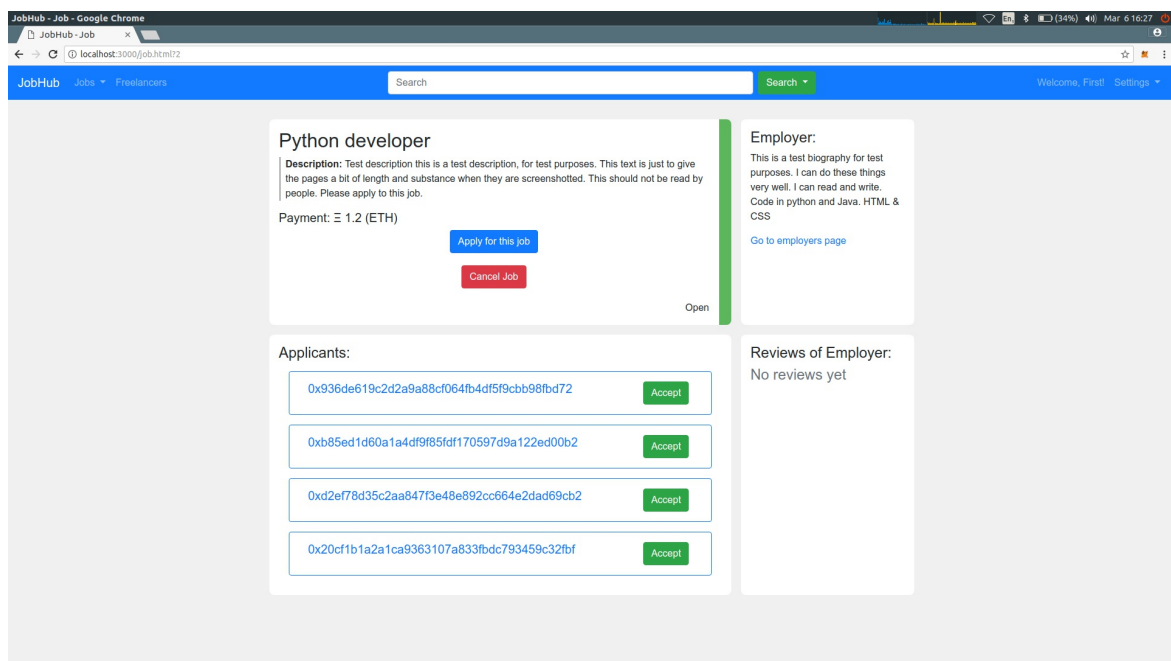 JobHub - Job - Google Chrome
En (34%) Mar 6 16:27
JobHub - Job
localhost:3000/job.html?2
JobHub Jobs Freelancers Search Search Welcome, First! Settings
Python developer
Description: Test description this is a test description, for test purposes. This text is just to give
the pages a bit of length and substance when they are screenshotted. This should not be read by
people. Please apply to this job.
Payment: Ξ 1.2 (ETH)
Apply for this job
Cancel Job
Open
Employer:
This is a test biography for test
purposes. I can do these things
very well. I can read and write.
Code in python and Java. HTML &
CSS
Go to employers page
Applicants:
0x936de619c2d2a9a88cf064fb4df5f9cbb98fbd72 Accept
0xb85ed1d60a1a4df9f85fdf170597d9a122ed00b2 Accept
0xd2ef78d35c2aa847f3e48e892cc664e2dad69cb2 Accept
0x20cf1b1a2a1ca9363107a833fbdc793459c32fbf Accept
Reviews of Employer:
No reviews yet